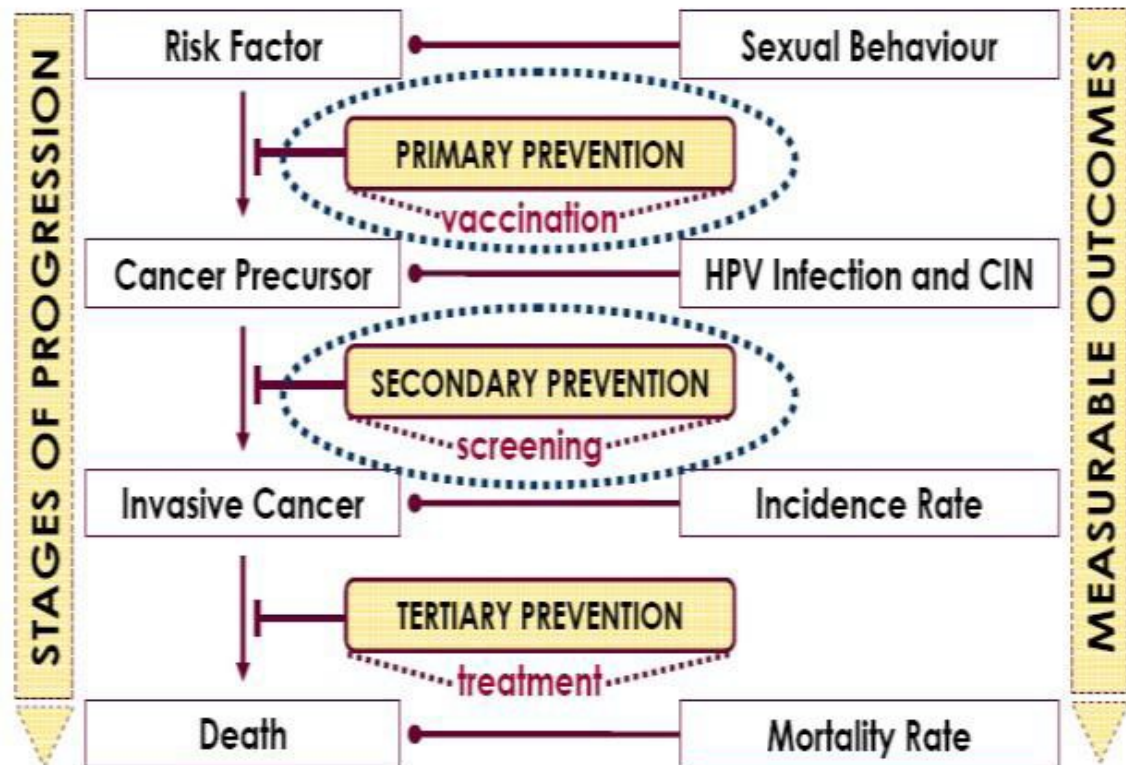 STAGES OF PROGRESSION
MEASURABLE OUTCOMES
Risk Factor
Sexual Behaviour
PRIMARY PREVENTION
vaccination
Cancer Precursor
HPV Infection and CIN
SECONDARY PREVENTION
screening
Invasive Cancer
Incidence Rate
TERTIARY PREVENTION
treatment
Death
Mortality Rate